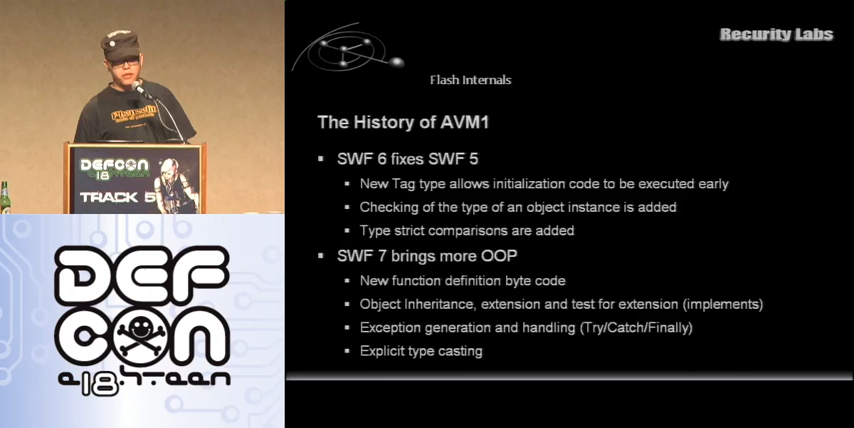 DEFCON
18
TRACK 5
DEF
CON
Recurity Labs
Flash Internals
The History of AVM1
SWF 6 fixes SWF 5
New Tag type allows initialization code to be executed early
Checking of the type of an object instance is added
Type strict comparisons are added
SWF 7 brings more OOP
New function definition byte code
Object Inheritance, extension and test for extension (implements)
Exception generation and handling (Try/Catch/Finally)
Explicit type casting